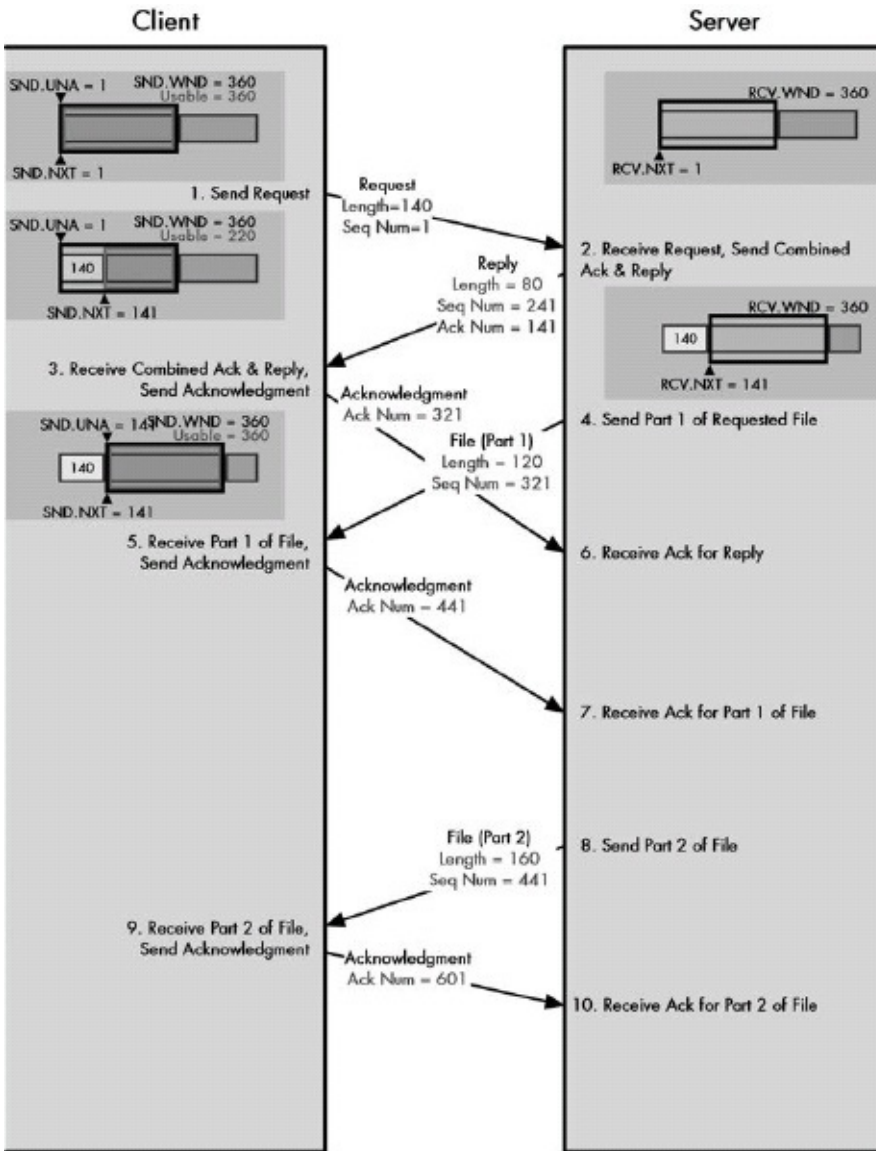 Client
Server
SND.UNA = 1
SND.WND = 360
Usable = 360
SND.NXT = 1
RCV.WND = 360
RCV.NXT = 1
1. Send Request
Request
Length=140
Seq Num=1
SND.UNA = 1
SND.WND = 360
Usable – 220
140
SND.NXT = 141
2. Receive Request, Send Combined
Ack & Reply
Reply
Length = 80
Seq Num = 241
Ack Num = 141
RCV.WND = 360
140
RCV.NXT = 141
3. Receive Combined Ack & Reply,
Send Acknowledgment
Acknowledgment
Ack Num = 321
SND.UNA = 141
SND.WND = 360
Usable = 360
140
SND.NXT = 141
4. Send Part 1 of Requested File
File (Part 1)
Length – 120
Seq Num = 321
5. Receive Part 1 of File,
Send Acknowledgment
6. Receive Ack for Reply
Acknowledgment
Ack Num – 441
7. Receive Ack for Part 1 of File
File (Part 2)
Length = 160
Seq Num = 441
8. Send Part 2 of File
9. Receive Part 2 of File,
Send Acknowledgment
Acknowledgment
Ack Num = 601
10. Receive Ack for Part 2 of File